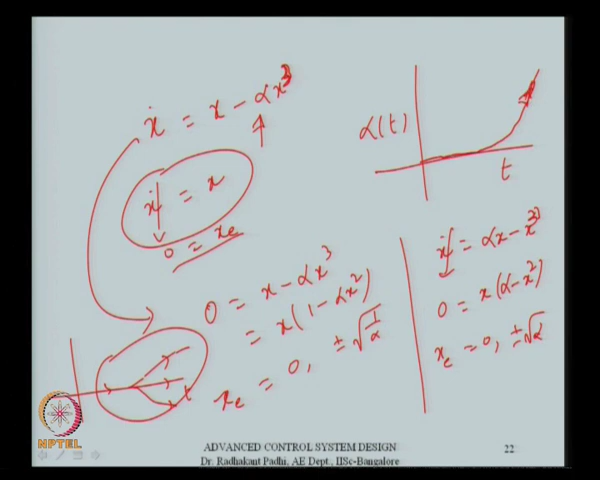 ẋ = x - αx³
ẋ = x
0 = xₑ
0 = x - αx³
= x(1 - αx²)
xₑ = 0, ±√(1/α)
t
α(t)
t
ẋ = αx - x³
0 = x(α - x²)
xₑ = 0, ±√α
NPTEL
ADVANCED CONTROL SYSTEM DESIGN
Dr. Radhakant Padhi, AE Dept., IISc-Bangalore
22